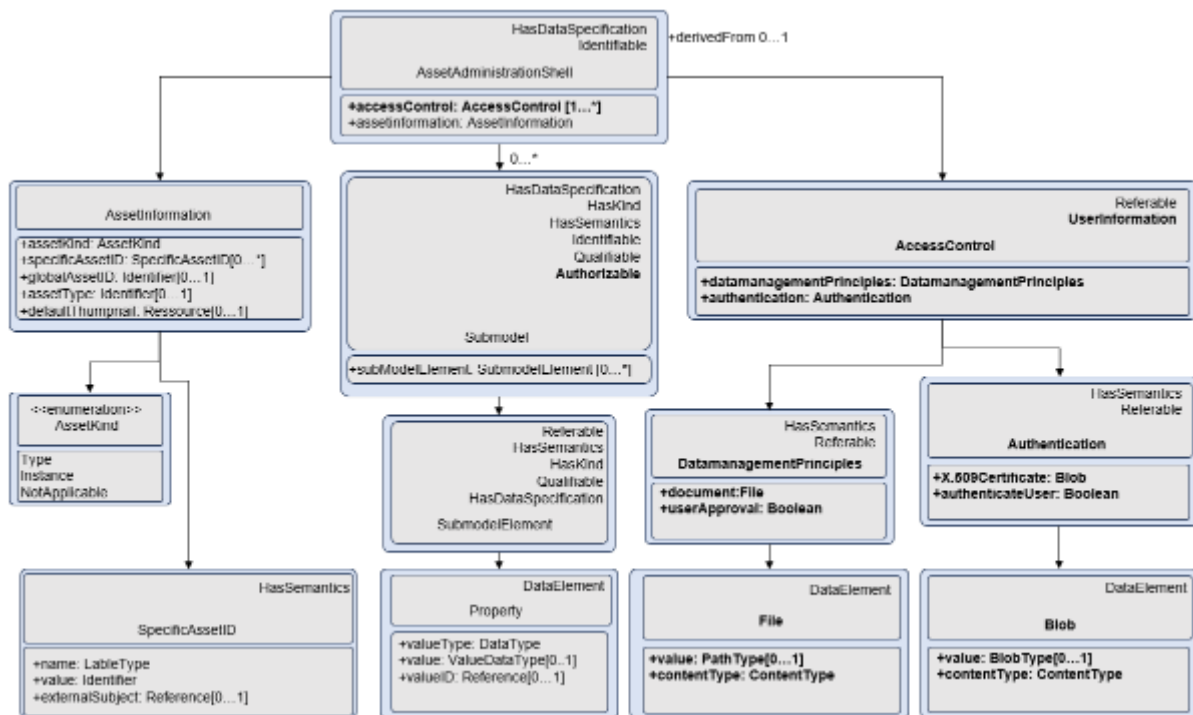 HasDataSpecification
Identifiable
AssetAdministrationShell
+accessControl: AccessControl [1...*]
+assetinformation: AssetInformation
+derivedFrom 0...1
0...*
AssetInformation
+assetKind: AssetKind
+specificAssetID: SpecificAssetID[0...*]
+globalAssetID: Identifier[0...1]
+assetType: Identifier[0...1]
+defaultThumpnail: Ressource[0...1]
HasDataSpecification
HasKind
HasSemantics
Identifiable
Qualifiable
Authorizable
Submodel
+subModelElement: SubmodelElement [0...*]
Referable
UserInformation
AccessControl
+datamanagementPrinciples: DatamanagementPrinciples
+authentication: Authentication
<<enumeration>>
AssetKind
Type
Instance
NotApplicable
Referable
HasSemantics
HasKind
Qualifiable
HasDataSpecification
SubmodelElement
HasSemantics
Referable
DatamanagementPrinciples
+document:File
+userApproval: Boolean
HasSemantics
Referable
Authentication
+X.609Certificate: Blob
+authenticateUser: Boolean
HasSemantics
SpecificAssetID
+name: LableType
+value: Identifier
+externalSubject: Reference[0...1]
DataElement
Property
+valueType: DataType
+value: ValueDataType[0..1]
+valueID: Reference[0...1]
DataElement
File
+value: PathType[0...1]
+contentType: ContentType
DataElement
Blob
+value: BlobType[0...1]
+contentType: ContentType